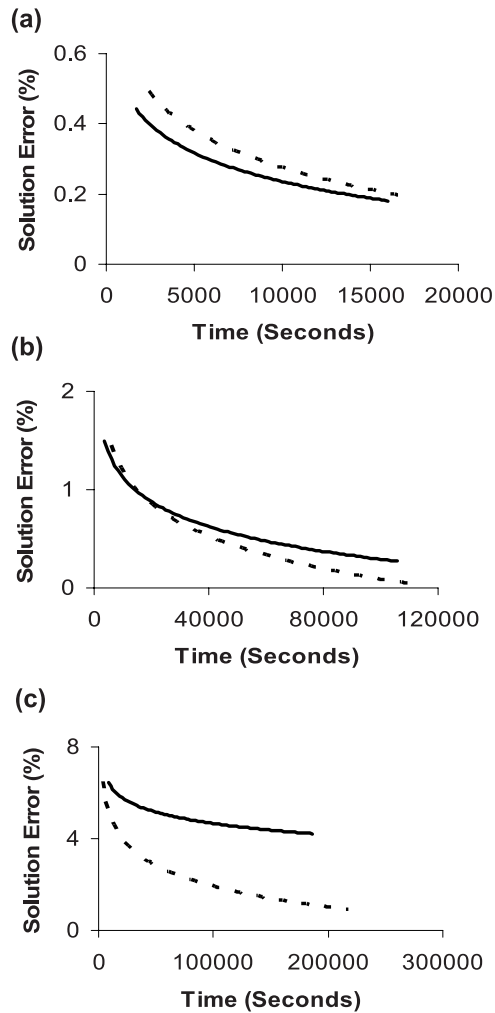 (a)
0.6
0.4
0.2
0
Solution Error (%)
0 5000 10000 15000 20000
Time (Seconds)
(b)
2
1
0
Solution Error (%)
0 40000 80000 120000
Time (Seconds)
(c)
8
4
0
Solution Error (%)
0 100000 200000 300000
Time (Seconds)